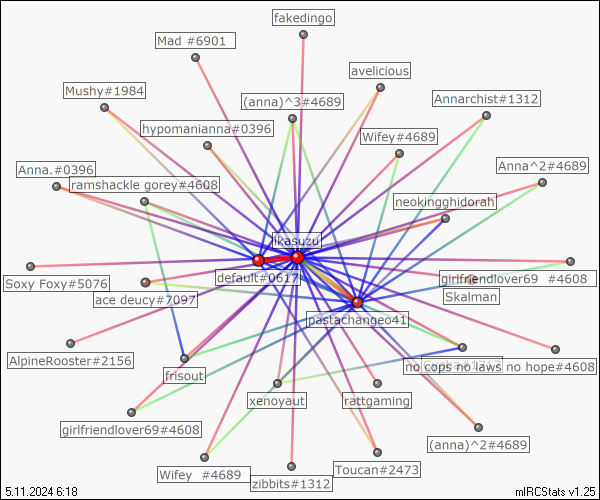 fakedingo
Mad #6901
avelicious
Mushy#1984
(anna)^3#4689
Annarchist#1312
hypomanianna#0396
Wifey#4689
Anna.#0396
Anna^2#4689
ramshackle gorey#4608
neokingghidorah
ikasuzu
default#0617
Soxy Foxy#5076
girlfriendlover69 #4608
ace deucy#7097
Skalman
pastachangeo41
AlpineRooster#2156
no cops no laws no hope#4608
frisout
xenoyaut
rattgaming
girlfriendlover69#4608
(anna)^2#4689
Wifey #4689
Toucan#2473
zibbits#1312
5.11.2024 6:18
mIRCStats v1.25